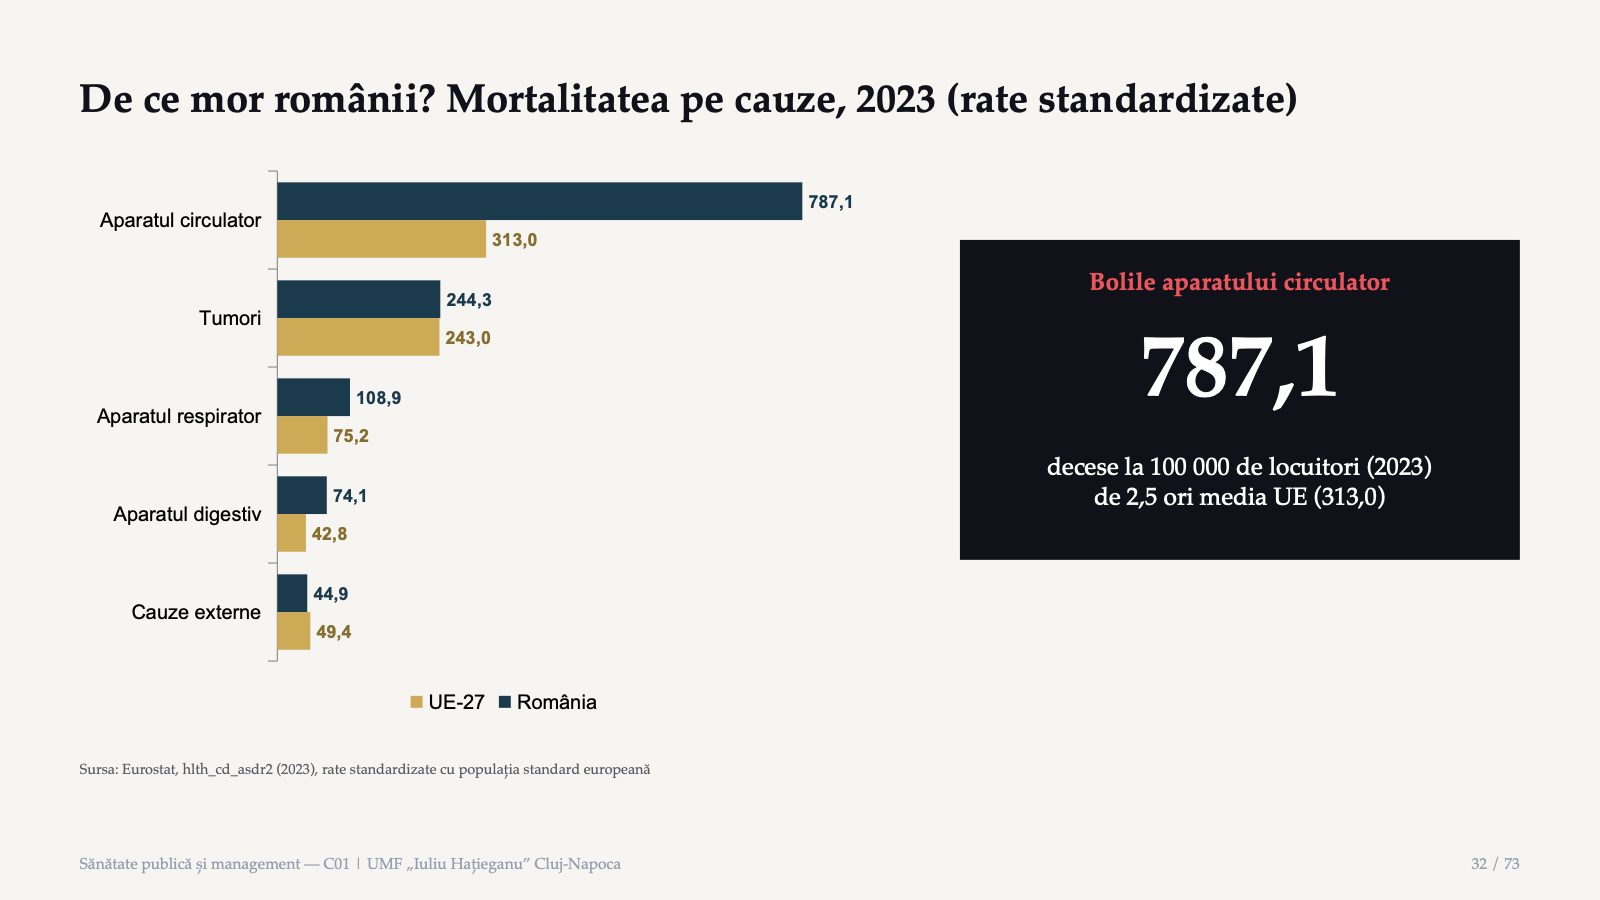 De ce mor românii? Mortalitatea pe cauze, 2023 (rate standardizate)
Aparatul circulator
787,1
313,0
Tumori
244,3
243,0
Aparatul respirator
108,9
75,2
Aparatul digestiv
74,1
42,8
Cauze externe
44,9
49,4
UE-27 România
Bolile aparatului circulator
787,1
decese la 100 000 de locuitori (2023)
de 2,5 ori media UE (313,0)
Sursa: Eurostat, hlth_cd_asdr2 (2023), rate standardizate cu populația standard europeană
Sănătate publică și management — C01 | UMF „Iuliu Hațieganu” Cluj-Napoca
32 / 73